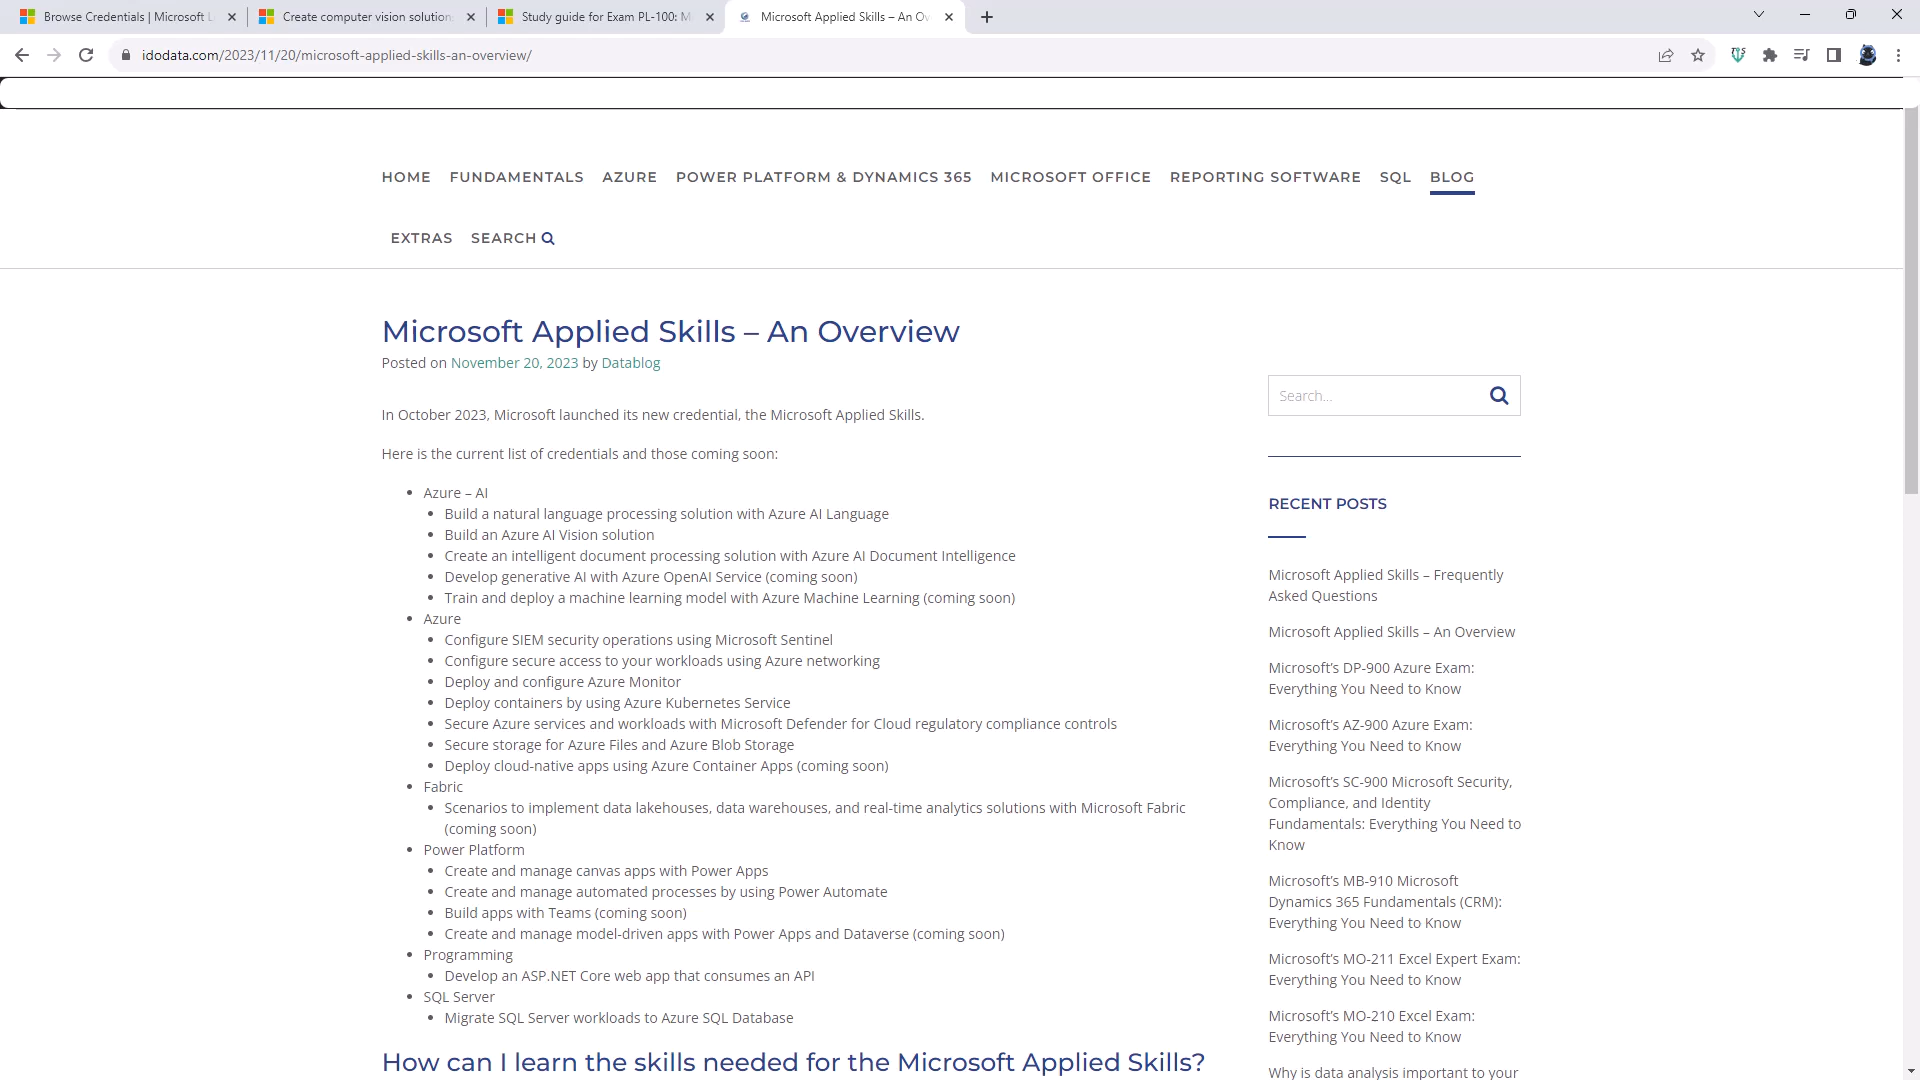 Browse Credentials | Microsoft L
Create computer vision solution
Study guide for Exam PL-100: M
Microsoft Applied Skills – An Ov
idodata.com/2023/11/20/microsoft-applied-skills-an-overview/
HOME FUNDAMENTALS AZURE POWER PLATFORM & DYNAMICS 365 MICROSOFT OFFICE REPORTING SOFTWARE SQL BLOG
EXTRAS SEARCH
Microsoft Applied Skills – An Overview
Posted on November 20, 2023 by Datablog
In October 2023, Microsoft launched its new credential, the Microsoft Applied Skills.
Here is the current list of credentials and those coming soon:
Azure – AI
Build a natural language processing solution with Azure AI Language
Build an Azure AI Vision solution
Create an intelligent document processing solution with Azure AI Document Intelligence
Develop generative AI with Azure OpenAI Service (coming soon)
Train and deploy a machine learning model with Azure Machine Learning (coming soon)
Azure
Configure SIEM security operations using Microsoft Sentinel
Configure secure access to your workloads using Azure networking
Deploy and configure Azure Monitor
Deploy containers by using Azure Kubernetes Service
Secure Azure services and workloads with Microsoft Defender for Cloud regulatory compliance controls
Secure storage for Azure Files and Azure Blob Storage
Deploy cloud-native apps using Azure Container Apps (coming soon)
Fabric
Scenarios to implement data lakehouses, data warehouses, and real-time analytics solutions with Microsoft Fabric
(coming soon)
Power Platform
Create and manage canvas apps with Power Apps
Create and manage automated processes by using Power Automate
Build apps with Teams (coming soon)
Create and manage model-driven apps with Power Apps and Dataverse (coming soon)
Programming
Develop an ASP.NET Core web app that consumes an API
SQL Server
Migrate SQL Server workloads to Azure SQL Database
How can I learn the skills needed for the Microsoft Applied Skills?
Search...
RECENT POSTS
Microsoft Applied Skills – Frequently
Asked Questions
Microsoft Applied Skills – An Overview
Microsoft's DP-900 Azure Exam:
Everything You Need to Know
Microsoft's AZ-900 Azure Exam:
Everything You Need to Know
Microsoft's SC-900 Microsoft Security,
Compliance, and Identity
Fundamentals: Everything You Need to
Know
Microsoft's MB-910 Microsoft
Dynamics 365 Fundamentals (CRM):
Everything You Need to Know
Microsoft's MO-211 Excel Expert Exam:
Everything You Need to Know
Microsoft's MO-210 Excel Exam:
Everything You Need to Know
Why is data analysis important to your